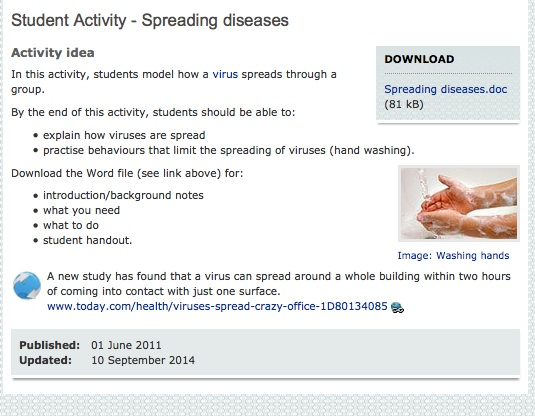 Student Activity - Spreading diseases
Activity idea
In this activity, students model how a virus spreads through a
group.
By the end of this activity, students should be able to:
• explain how viruses are spread
• practise behaviours that limit the spreading of viruses (hand washing).
Download the Word file (see link above) for:
• introduction/background notes
• what you need
• what to do
• student handout.
DOWNLOAD
Spreading diseases.doc
(81 kB)
Image: Washing hands
A new study has found that a virus can spread around a whole building within two hours
of coming into contact with just one surface.
www.today.com/health/viruses-spread-crazy-office-1D80134085
Published: 01 June 2011
Updated: 10 September 2014